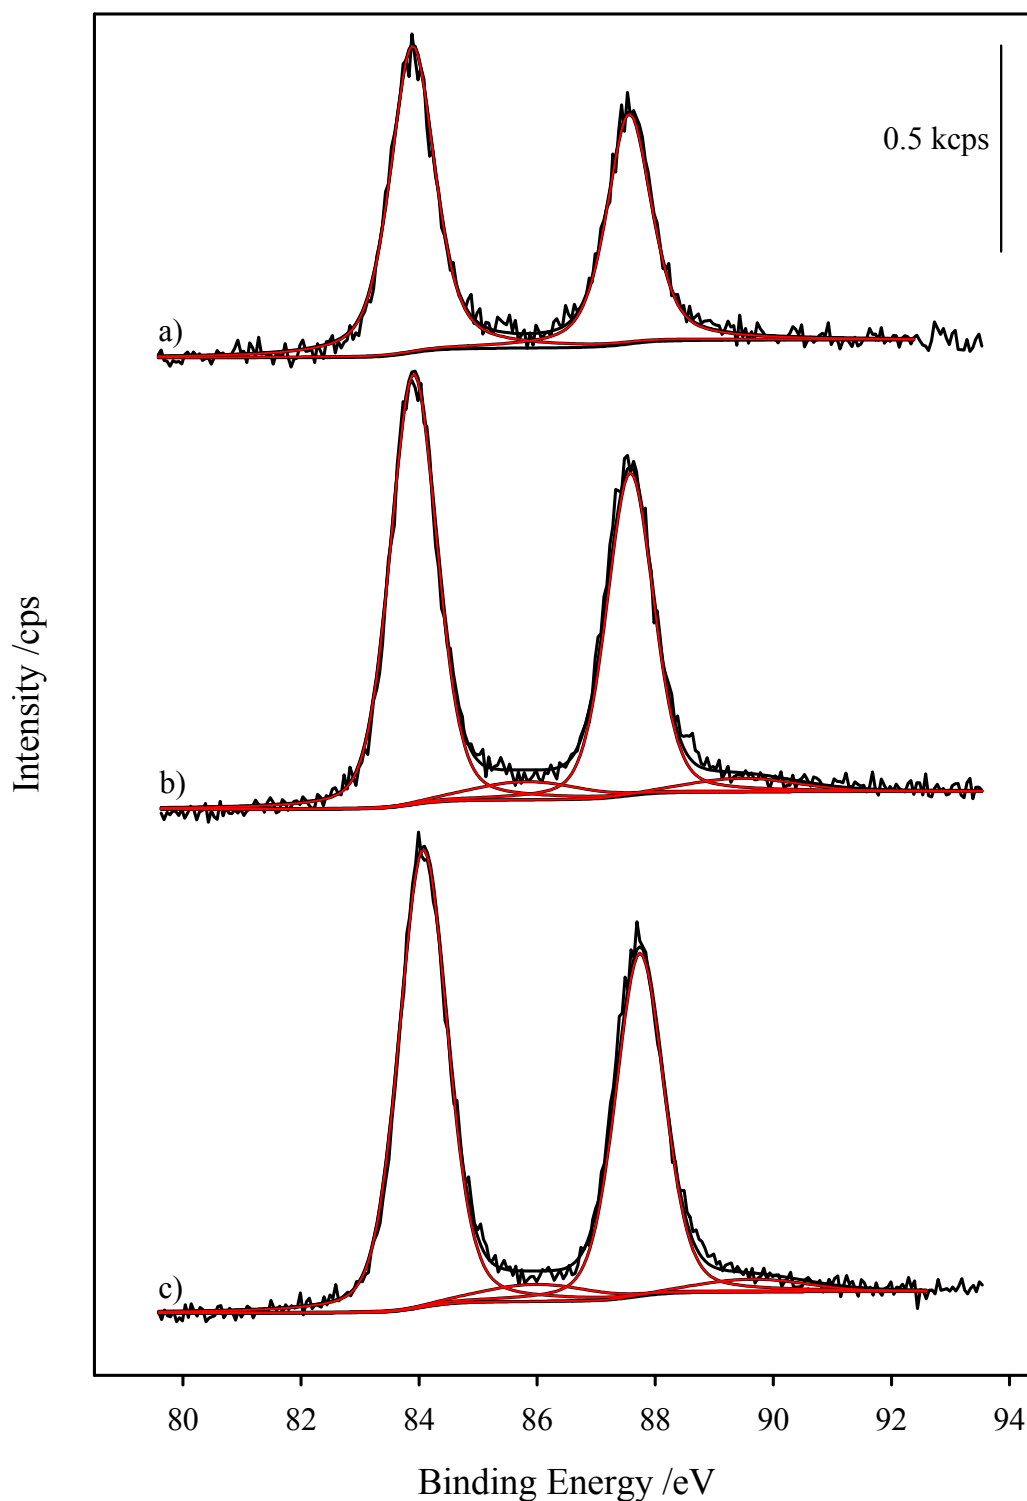 0.5 kcps
a)
b)
c)
Intensity /cps
80 82 84 86 88 90 92 94
Binding Energy /eV